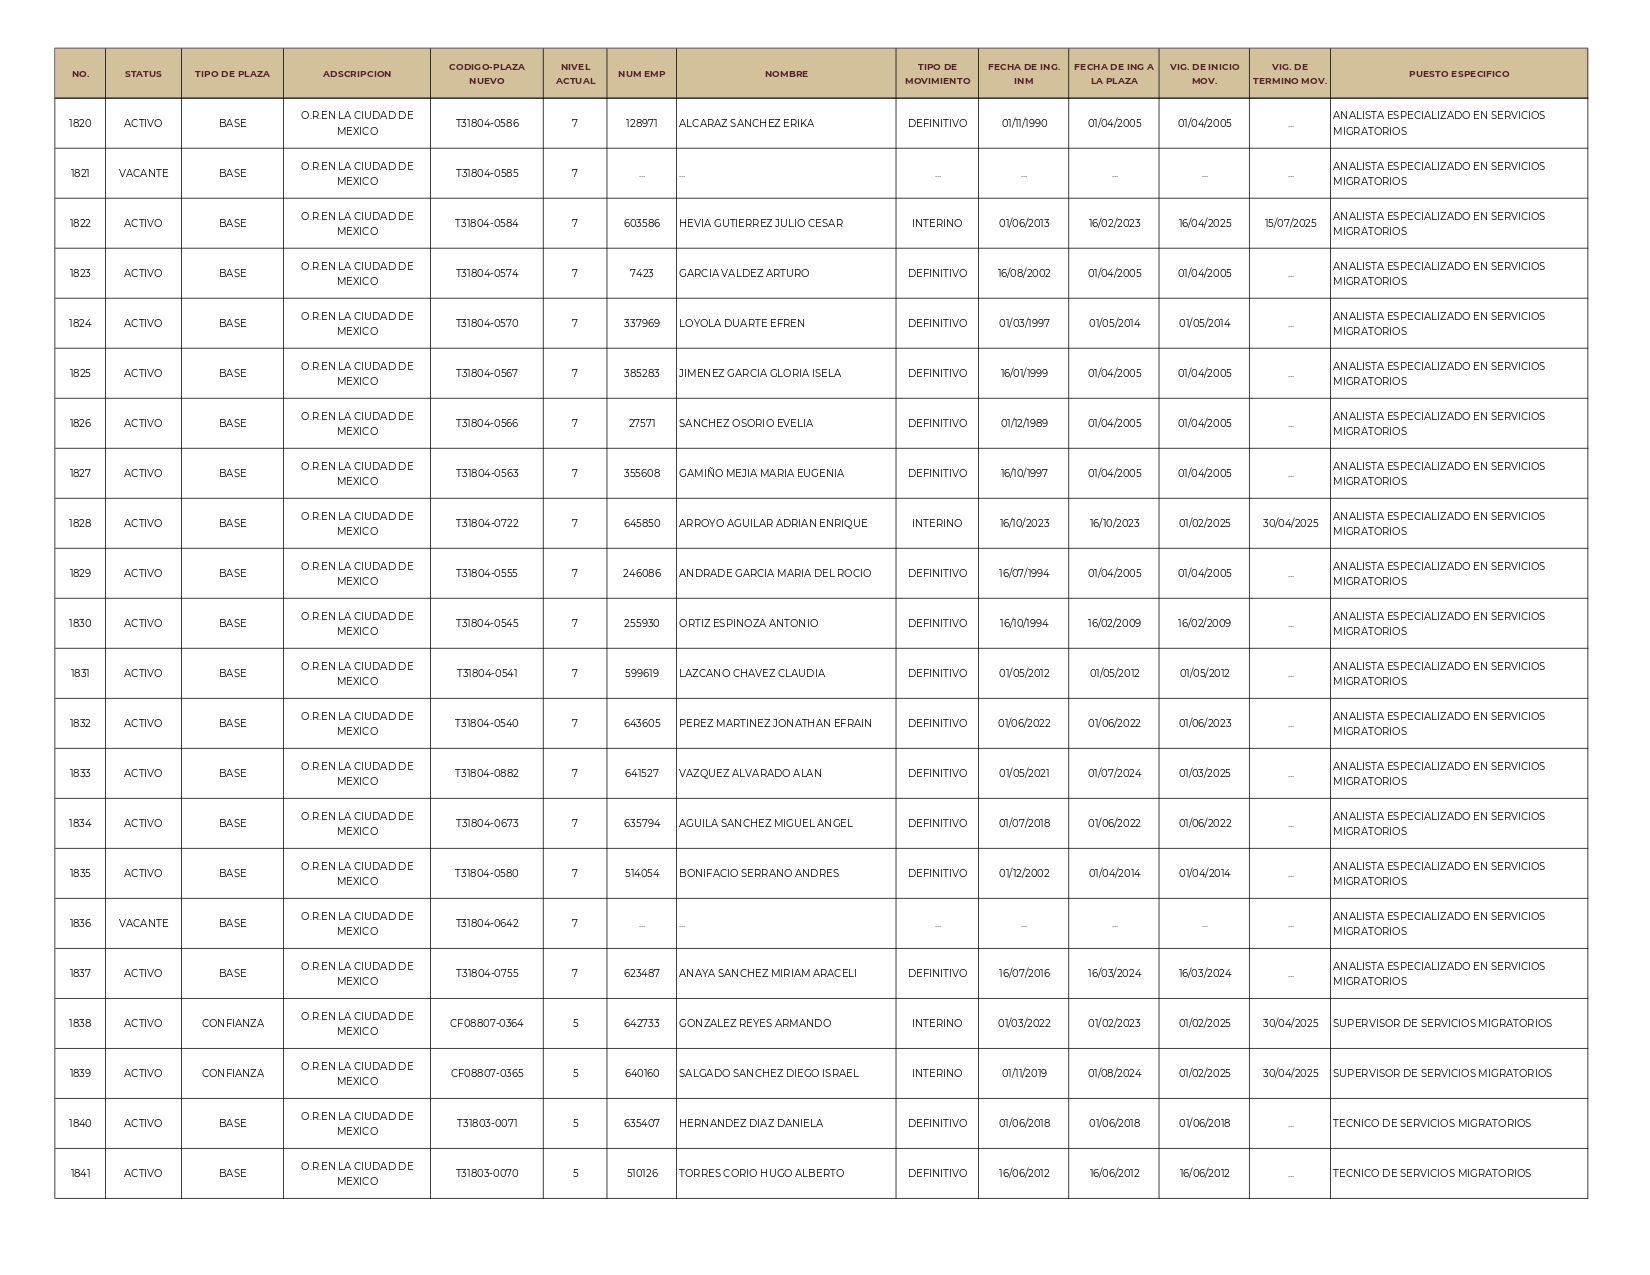 NO. STATUS TIPO DE PLAZA ADSCRIPCION CODIGO-PLAZA NUEVO NIVEL ACTUAL NUM EMP NOMBRE TIPO DE MOVIMIENTO FECHA DE ING. INM FECHA DE ING A LA PLAZA VIG. DE INICIO MOV. VIG. DE TERMINO MOV. PUESTO ESPECIFICO
1820 ACTIVO BASE O.R.EN LA CIUDAD DE MEXICO T31804-0586 7 128971 ALCARAZ SANCHEZ ERIKA DEFINITIVO 01/11/1990 01/04/2005 01/04/2005 ... ANALISTA ESPECIALIZADO EN SERVICIOS MIGRATORIOS
1821 VACANTE BASE O.R.EN LA CIUDAD DE MEXICO T31804-0585 7 ... ... ... ... ... ... ... ANALISTA ESPECIALIZADO EN SERVICIOS MIGRATORIOS
1822 ACTIVO BASE O.R.EN LA CIUDAD DE MEXICO T31804-0584 7 603586 HEVIA GUTIERREZ JULIO CESAR INTERINO 01/06/2013 16/02/2023 16/04/2025 15/07/2025 ANALISTA ESPECIALIZADO EN SERVICIOS MIGRATORIOS
1823 ACTIVO BASE O.R.EN LA CIUDAD DE MEXICO T31804-0574 7 7423 GARCIA VALDEZ ARTURO DEFINITIVO 16/08/2002 01/04/2005 01/04/2005 ... ANALISTA ESPECIALIZADO EN SERVICIOS MIGRATORIOS
1824 ACTIVO BASE O.R.EN LA CIUDAD DE MEXICO T31804-0570 7 337969 LOYOLA DUARTE EFREN DEFINITIVO 01/03/1997 01/05/2014 01/05/2014 ... ANALISTA ESPECIALIZADO EN SERVICIOS MIGRATORIOS
1825 ACTIVO BASE O.R.EN LA CIUDAD DE MEXICO T31804-0567 7 385283 JIMENEZ GARCIA GLORIA ISELA DEFINITIVO 16/01/1999 01/04/2005 01/04/2005 ... ANALISTA ESPECIALIZADO EN SERVICIOS MIGRATORIOS
1826 ACTIVO BASE O.R.EN LA CIUDAD DE MEXICO T31804-0566 7 27571 SANCHEZ OSORIO EVELIA DEFINITIVO 01/12/1989 01/04/2005 01/04/2005 ... ANALISTA ESPECIALIZADO EN SERVICIOS MIGRATORIOS
1827 ACTIVO BASE O.R.EN LA CIUDAD DE MEXICO T31804-0563 7 355608 GAMIÑO MEJIA MARIA EUGENIA DEFINITIVO 16/10/1997 01/04/2005 01/04/2005 ... ANALISTA ESPECIALIZADO EN SERVICIOS MIGRATORIOS
1828 ACTIVO BASE O.R.EN LA CIUDAD DE MEXICO T31804-0722 7 645850 ARROYO AGUILAR ADRIAN ENRIQUE INTERINO 16/10/2023 16/10/2023 01/02/2025 30/04/2025 ANALISTA ESPECIALIZADO EN SERVICIOS MIGRATORIOS
1829 ACTIVO BASE O.R.EN LA CIUDAD DE MEXICO T31804-0555 7 246086 ANDRADE GARCIA MARIA DEL ROCIO DEFINITIVO 16/07/1994 01/04/2005 01/04/2005 ... ANALISTA ESPECIALIZADO EN SERVICIOS MIGRATORIOS
1830 ACTIVO BASE O.R.EN LA CIUDAD DE MEXICO T31804-0545 7 255930 ORTIZ ESPINOZA ANTONIO DEFINITIVO 16/10/1994 16/02/2009 16/02/2009 ... ANALISTA ESPECIALIZADO EN SERVICIOS MIGRATORIOS
1831 ACTIVO BASE O.R.EN LA CIUDAD DE MEXICO T31804-0541 7 599619 LAZCANO CHAVEZ CLAUDIA DEFINITIVO 01/05/2012 01/05/2012 01/05/2012 ... ANALISTA ESPECIALIZADO EN SERVICIOS MIGRATORIOS
1832 ACTIVO BASE O.R.EN LA CIUDAD DE MEXICO T31804-0540 7 643605 PEREZ MARTINEZ JONATHAN EFRAIN DEFINITIVO 01/06/2022 01/06/2022 01/06/2023 ... ANALISTA ESPECIALIZADO EN SERVICIOS MIGRATORIOS
1833 ACTIVO BASE O.R.EN LA CIUDAD DE MEXICO T31804-0882 7 641527 VAZQUEZ ALVARADO ALAN DEFINITIVO 01/05/2021 01/07/2024 01/03/2025 ... ANALISTA ESPECIALIZADO EN SERVICIOS MIGRATORIOS
1834 ACTIVO BASE O.R.EN LA CIUDAD DE MEXICO T31804-0673 7 635794 AGUILA SANCHEZ MIGUEL ANGEL DEFINITIVO 01/07/2018 01/06/2022 01/06/2022 ... ANALISTA ESPECIALIZADO EN SERVICIOS MIGRATORIOS
1835 ACTIVO BASE O.R.EN LA CIUDAD DE MEXICO T31804-0580 7 514054 BONIFACIO SERRANO ANDRES DEFINITIVO 01/12/2002 01/04/2014 01/04/2014 ... ANALISTA ESPECIALIZADO EN SERVICIOS MIGRATORIOS
1836 VACANTE BASE O.R.EN LA CIUDAD DE MEXICO T31804-0642 7 ... ... ... ... ... ... ... ANALISTA ESPECIALIZADO EN SERVICIOS MIGRATORIOS
1837 ACTIVO BASE O.R.EN LA CIUDAD DE MEXICO T31804-0755 7 623487 ANAYA SANCHEZ MIRIAM ARACELI DEFINITIVO 16/07/2016 16/03/2024 16/03/2024 ... ANALISTA ESPECIALIZADO EN SERVICIOS MIGRATORIOS
1838 ACTIVO CONFIANZA O.R.EN LA CIUDAD DE MEXICO CF08807-0364 5 642733 GONZALEZ REYES ARMANDO INTERINO 01/03/2022 01/02/2023 01/02/2025 30/04/2025 SUPERVISOR DE SERVICIOS MIGRATORIOS
1839 ACTIVO CONFIANZA O.R.EN LA CIUDAD DE MEXICO CF08807-0365 5 640160 SALGADO SANCHEZ DIEGO ISRAEL INTERINO 01/11/2019 01/08/2024 01/02/2025 30/04/2025 SUPERVISOR DE SERVICIOS MIGRATORIOS
1840 ACTIVO BASE O.R.EN LA CIUDAD DE MEXICO T31803-0071 5 635407 HERNANDEZ DIAZ DANIELA DEFINITIVO 01/06/2018 01/06/2018 01/06/2018 ... TECNICO DE SERVICIOS MIGRATORIOS
1841 ACTIVO BASE O.R.EN LA CIUDAD DE MEXICO T31803-0070 5 510126 TORRES CORIO HUGO ALBERTO DEFINITIVO 16/06/2012 16/06/2012 16/06/2012 ... TECNICO DE SERVICIOS MIGRATORIOS